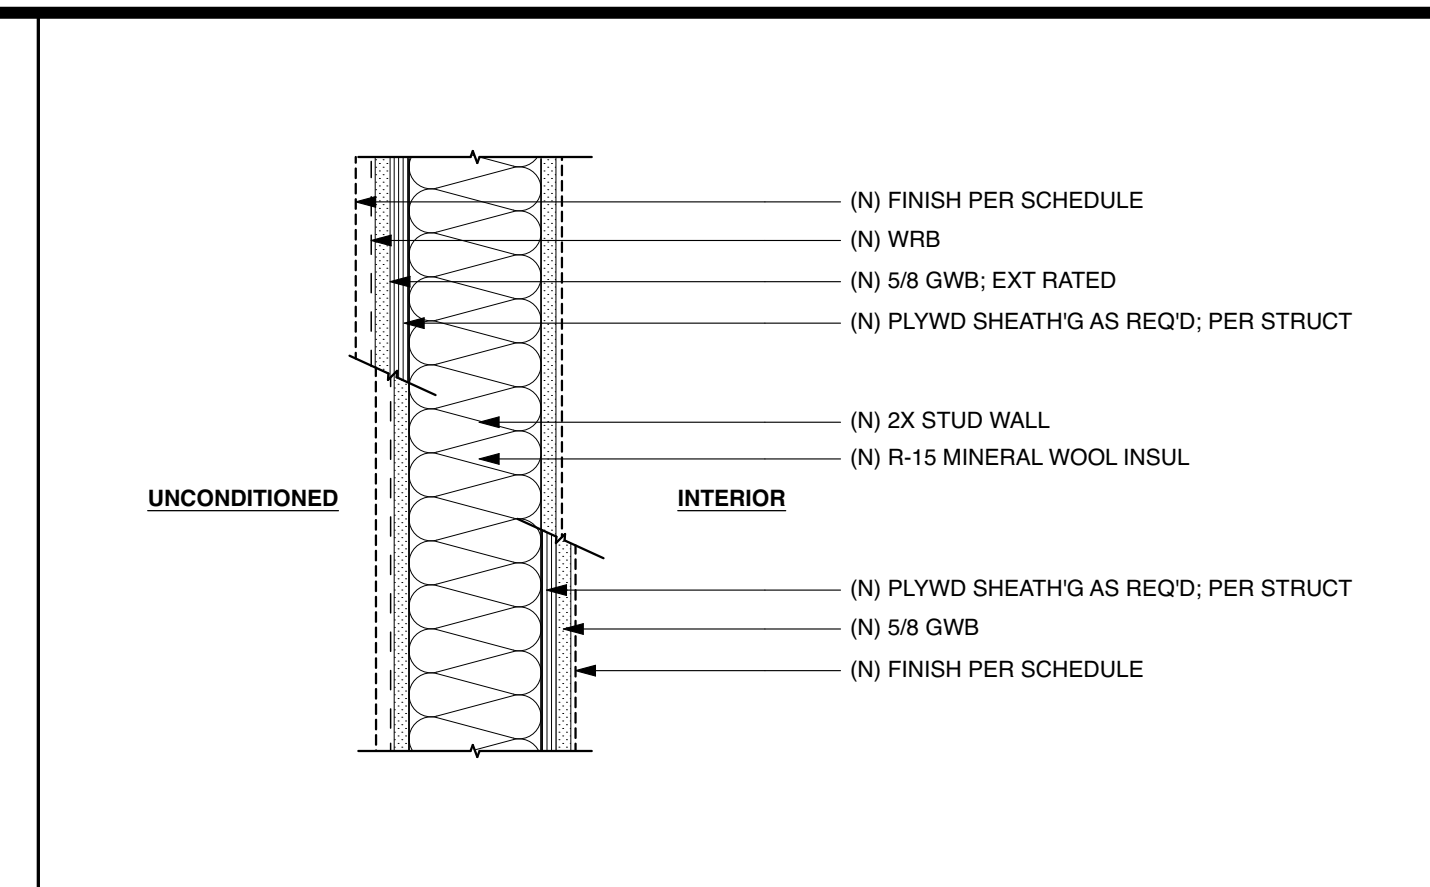 (N) FINISH PER SCHEDULE
(N) WRB
(N) 5/8 GWB; EXT RATED
(N) PLYWD SHEATH'G AS REQ'D; PER STRUCT
(N) 2X STUD WALL
(N) R-15 MINERAL WOOL INSUL
UNCONDITIONED
INTERIOR
(N) PLYWD SHEATH'G AS REQ'D; PER STRUCT
(N) 5/8 GWB
(N) FINISH PER SCHEDULE